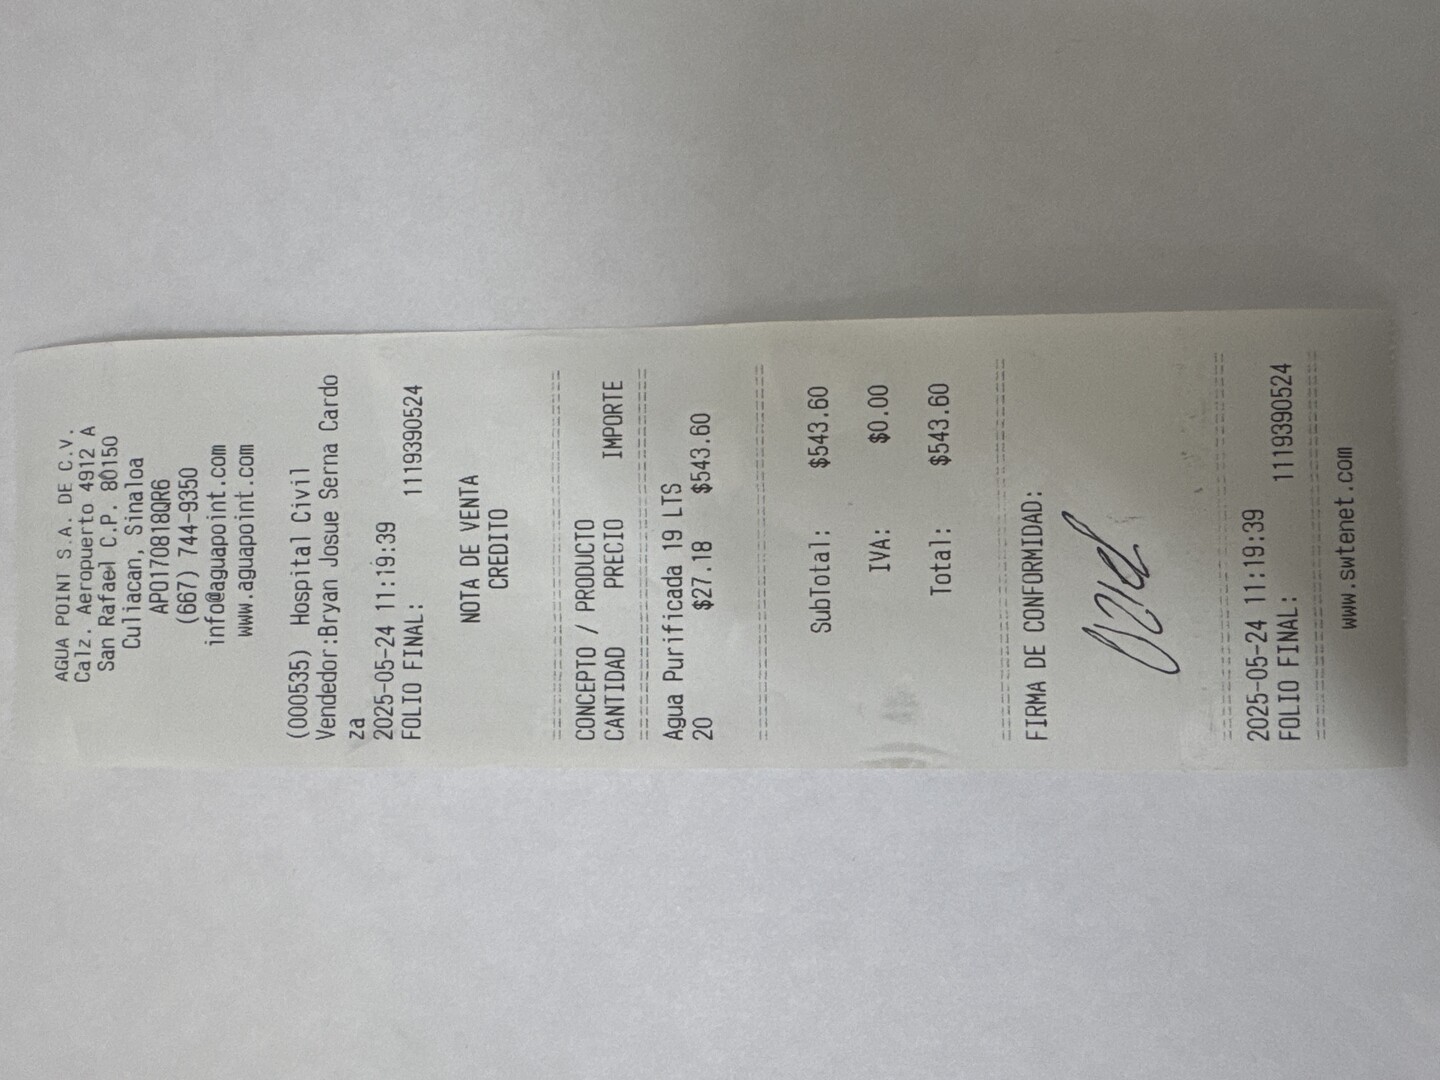 AGUA POINT S.A. DE C.V.
Calz. Aeropuerto 4912 A
San Rafael C.P. 80150
Culiacan, Sinaloa
APO170818QR6
(667) 744-9350
info@aguapoint.com
www.aguapoint.com
(000535) Hospital Civil
Vendedor:Bryan Josue Serna Cardo
za
2025-05-24 11:19:39
FOLIO FINAL: 1119390524
NOTA DE VENTA
CREDITO
================================
CONCEPTO / PRODUCTO
CANTIDAD PRECIO IMPORTE
================================
Agua Purificada 19 LTS
20 $27.18 $543.60
================================
SubTotal: $543.60
IVA: $0.00
Total: $543.60
================================
FIRMA DE CONFORMIDAD:
================================
2025-05-24 11:19:39
FOLIO FINAL: 1119390524
================================
www.swtenet.com